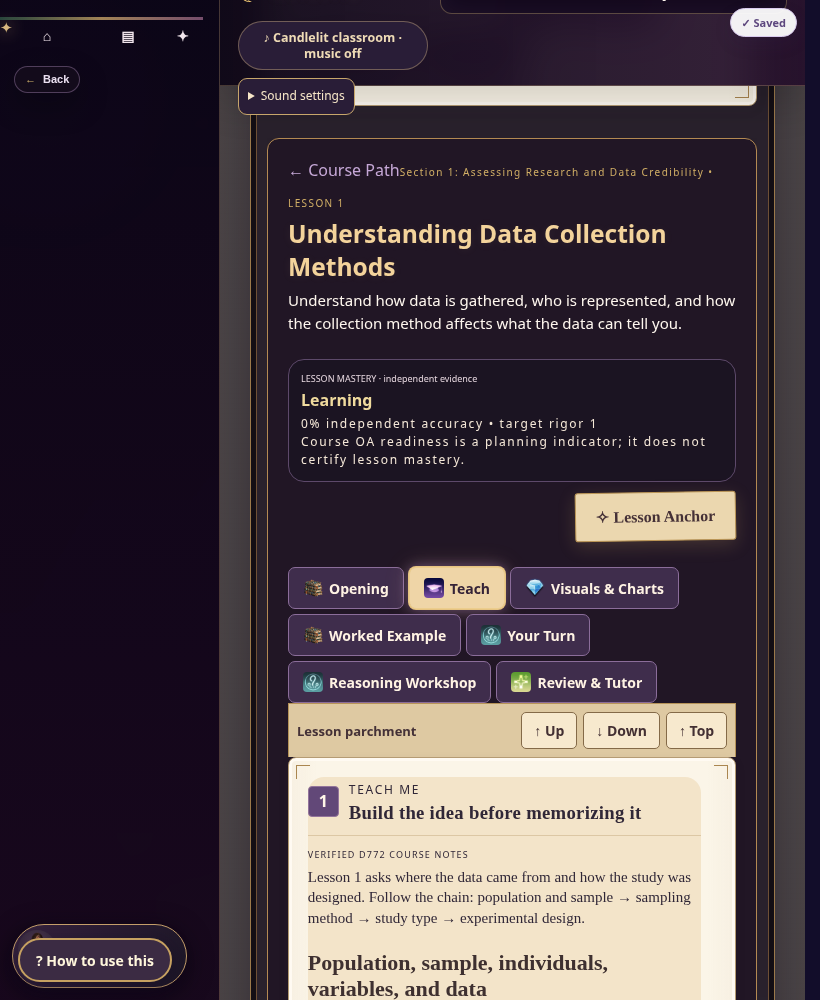 ← Back
? How to use this
✓ Saved
♪ Candlelit classroom ·
music off
▶ Sound settings
← Course PathSection 1: Assessing Research and Data Credibility •
LESSON 1
Understanding Data Collection
Methods
Understand how data is gathered, who is represented, and how
the collection method affects what the data can tell you.
LESSON MASTERY · independent evidence
Learning
0% independent accuracy • target rigor 1
Course OA readiness is a planning indicator; it does not
certify lesson mastery.
✧ Lesson Anchor
Opening
Teach
Visuals & Charts
Worked Example
Your Turn
Reasoning Workshop
Review & Tutor
Lesson parchment
↑ Up
↓ Down
↑ Top
1
TEACH ME
Build the idea before memorizing it
VERIFIED D772 COURSE NOTES
Lesson 1 asks where the data came from and how the study was
designed. Follow the chain: population and sample → sampling
method → study type → experimental design.
Population, sample, individuals,
variables, and data